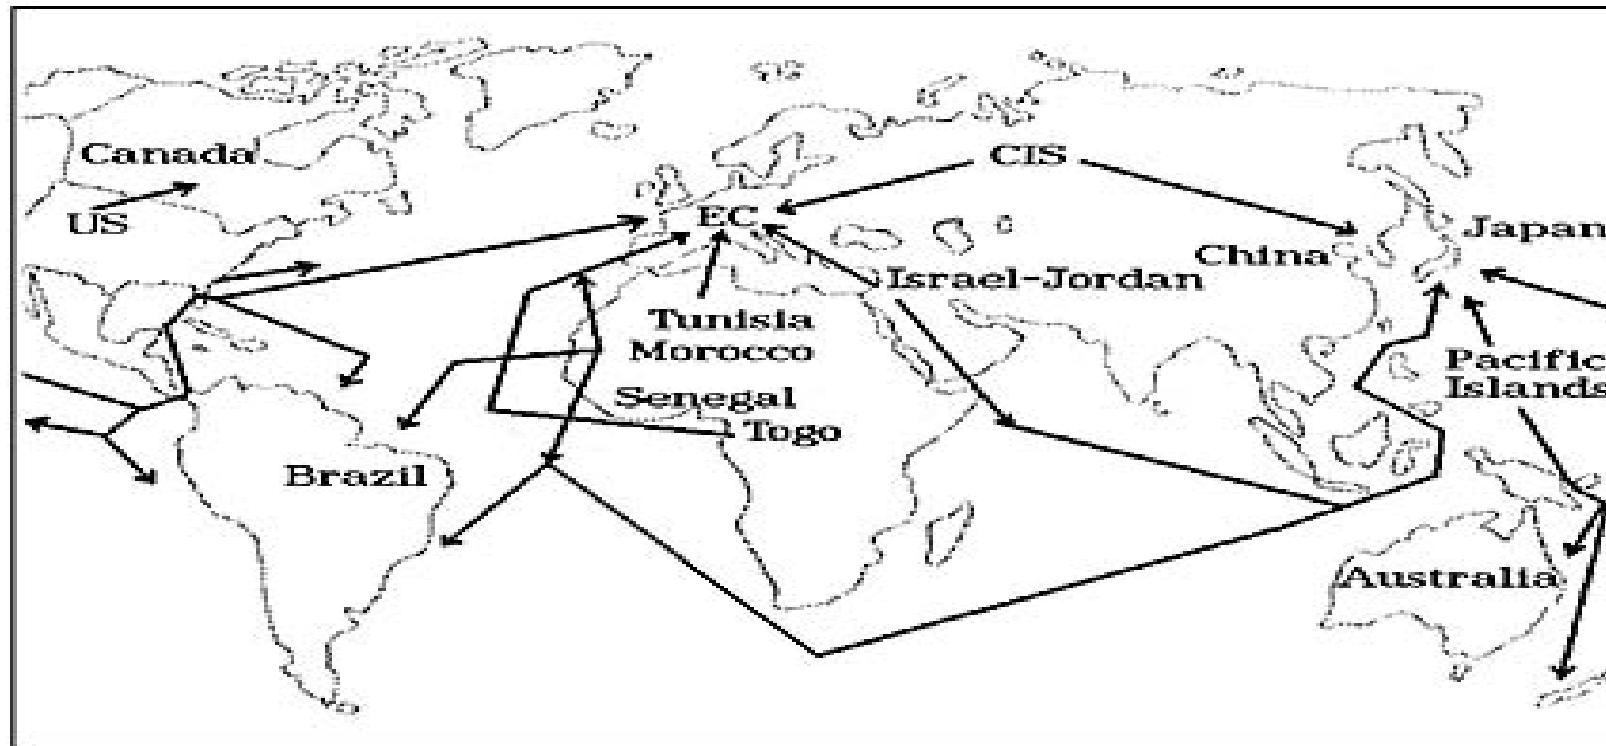 Canada
CIS
US
EC
Japan
China
Israel-Jordan
Tunisia
Morocco
Pacific
Islands
Senegal
Togo
Brazil
Australia